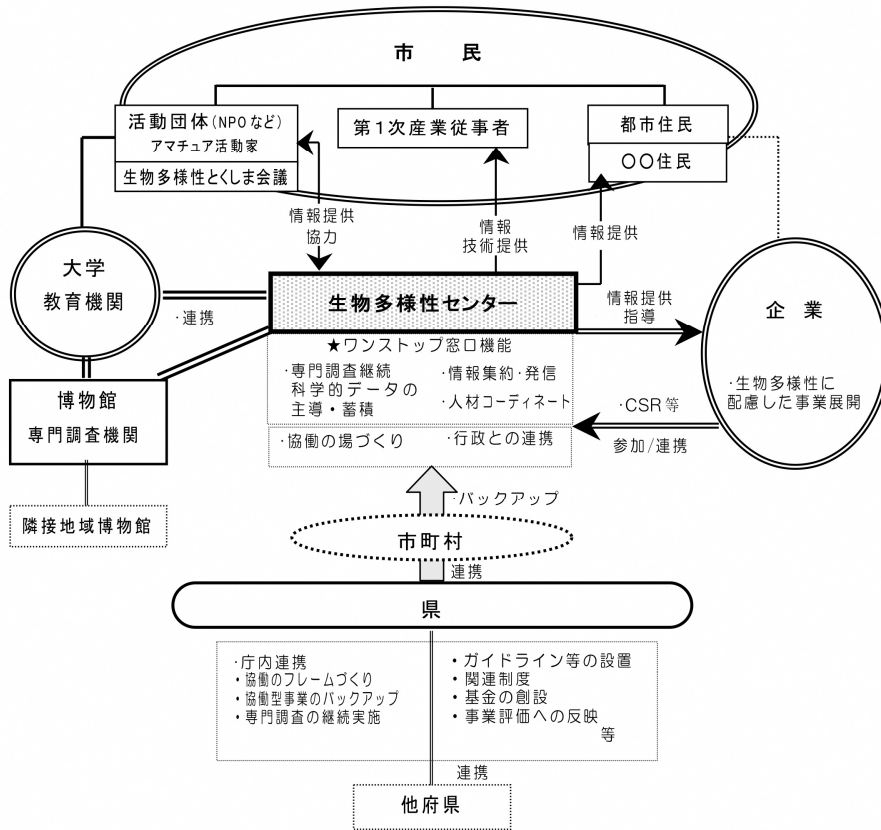 市　民
活動団体(NPOなど)
アマチュア活動家
生物多様性とくしま会議
第1次産業従事者
都市住民
〇〇住民
情報提供
協力
情報
技術提供
情報提供
大学
教育機関
・連携
生物多様性センター
情報提供
指導
企　業
・生物多様性に
配慮した事業展開
★ワンストップ窓口機能
・専門調査継続
科学的データの
主導・蓄積
・情報集約・発信
・人材コーディネート
・協働の場づくり
・行政との連携
・CSR等
参加/連携
博物館
専門調査機関
隣接地域博物館
・バックアップ
市町村
連携
県
・庁内連携
・協働のフレームづくり
・協働型事業のバックアップ
・専門調査の継続実施
・ガイドライン等の設置
・関連制度
・基金の創設
・事業評価への反映
等
連携
他府県